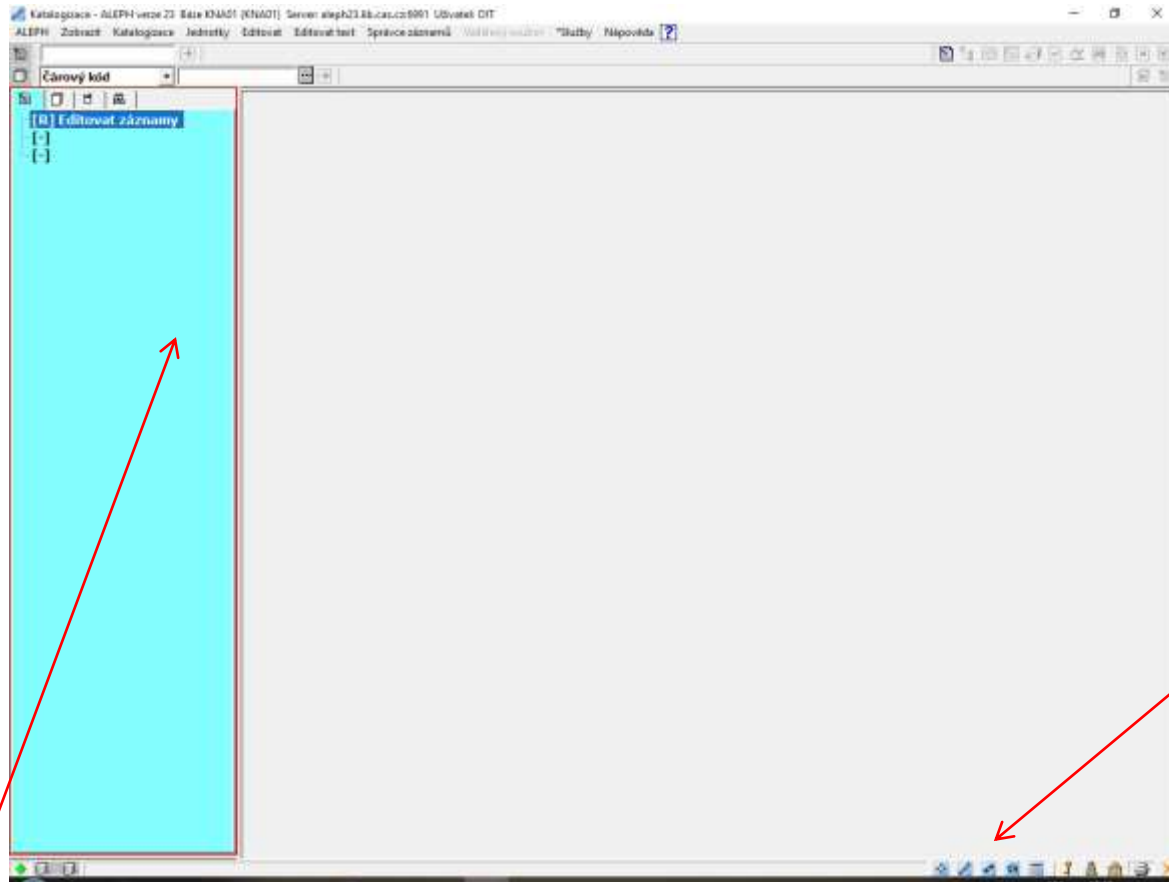 Katalogizace - ALEPH verze 23 Báze KNA01 (KNA01) Server: aleph23.lib.cas.cz:6991 Uživatel: DIT
ALEPH Zobrazit Katalogizace Jednotky Editovat Editovat text Správce záznamů *Služby Nápověda [?]
Čárový kód
[R] Editovat záznamy
[-]
[-]